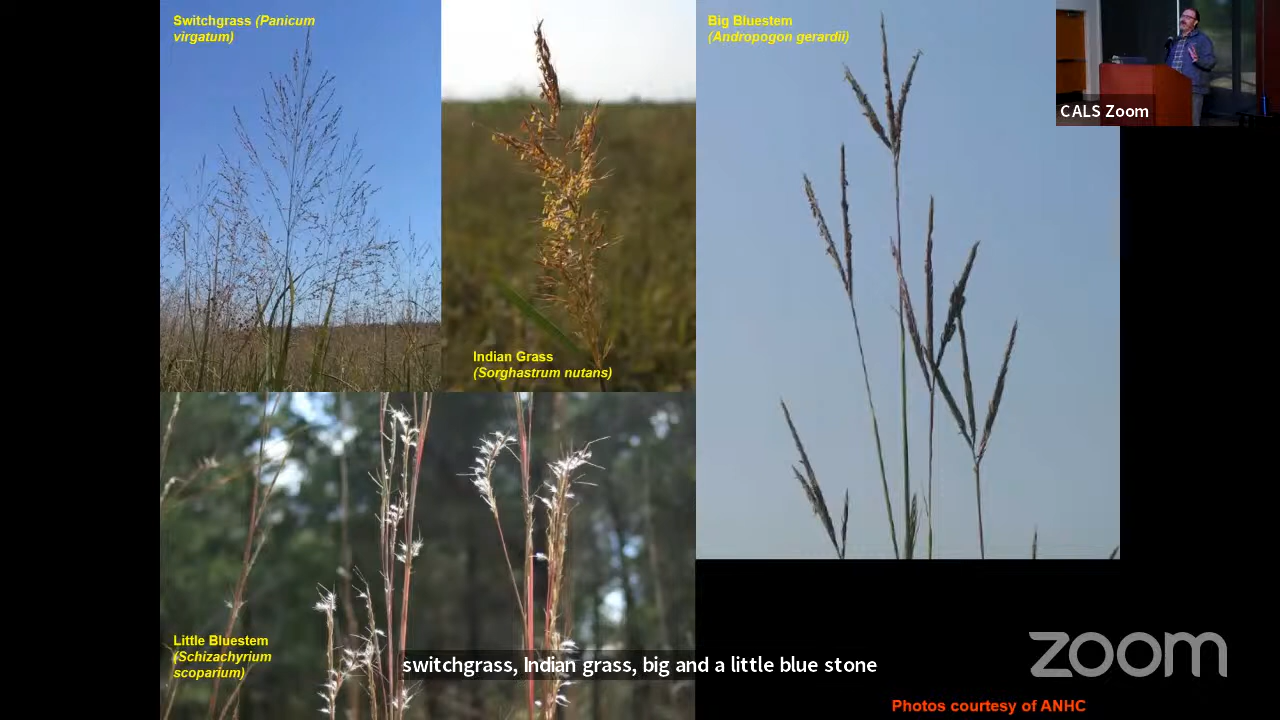 Switchgrass (Panicum
virgatum)
Big Bluestem
(Andropogon gerardii)
CALS Zoom
Indian Grass
(Sorghastrum nutans)
Little Bluestem
(Schizachyrium
scoparium)
switchgrass, Indian grass, big and a little blue stone
zoom
Photos courtesy of ANHC